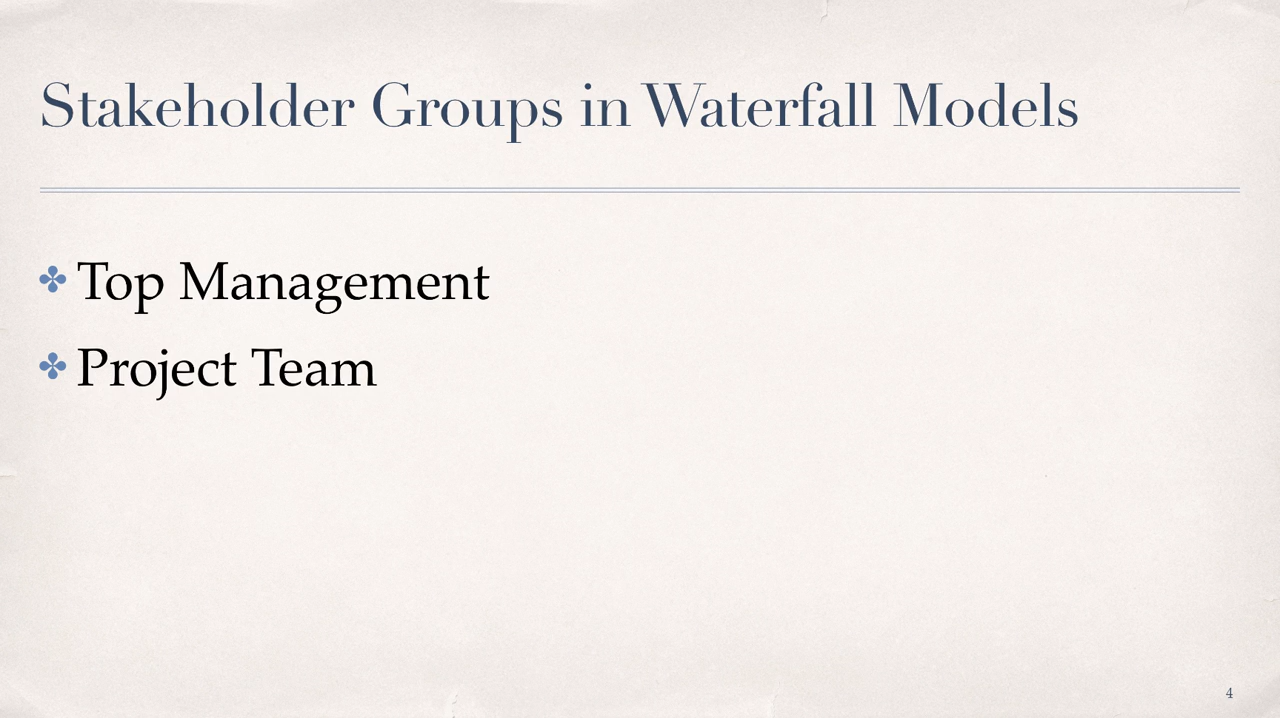 Stakeholder Groups in Waterfall Models
✤ Top Management
✤ Project Team
4